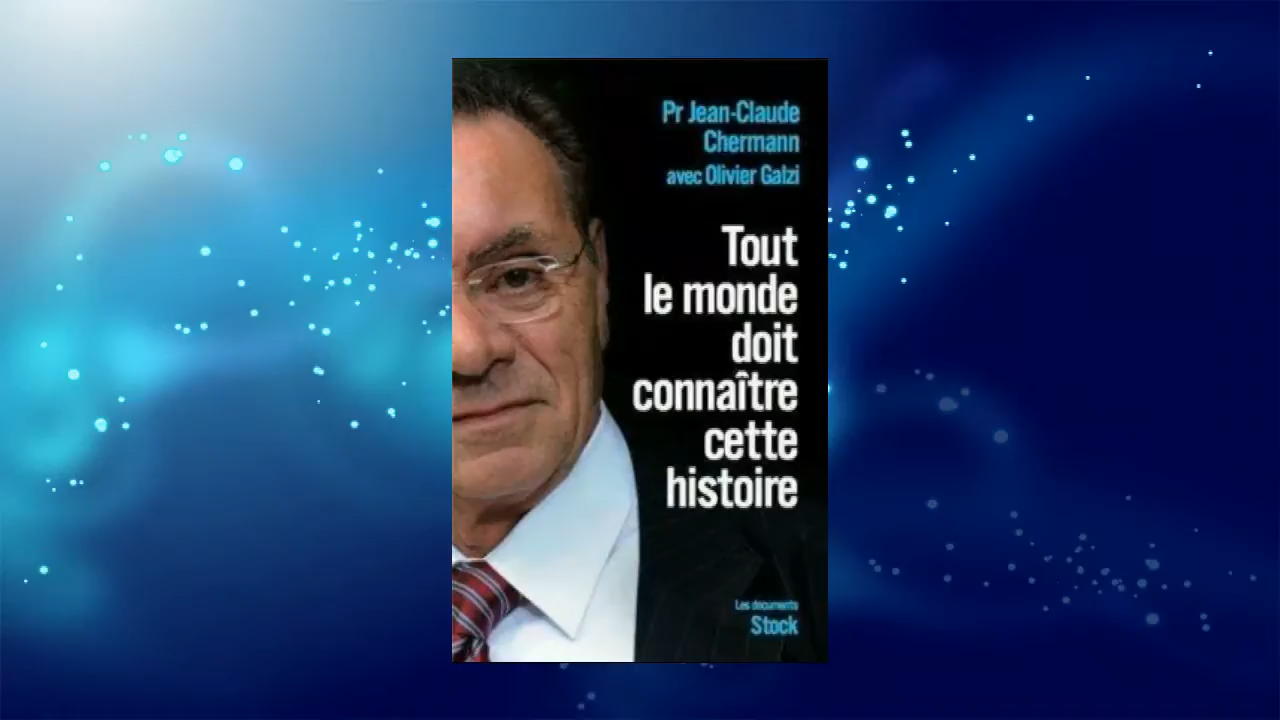 Pr Jean-Claude
Chermann
avec Olivier Galzi
Tout
le monde
doit
connaître
cette
histoire
Les documents
Stock